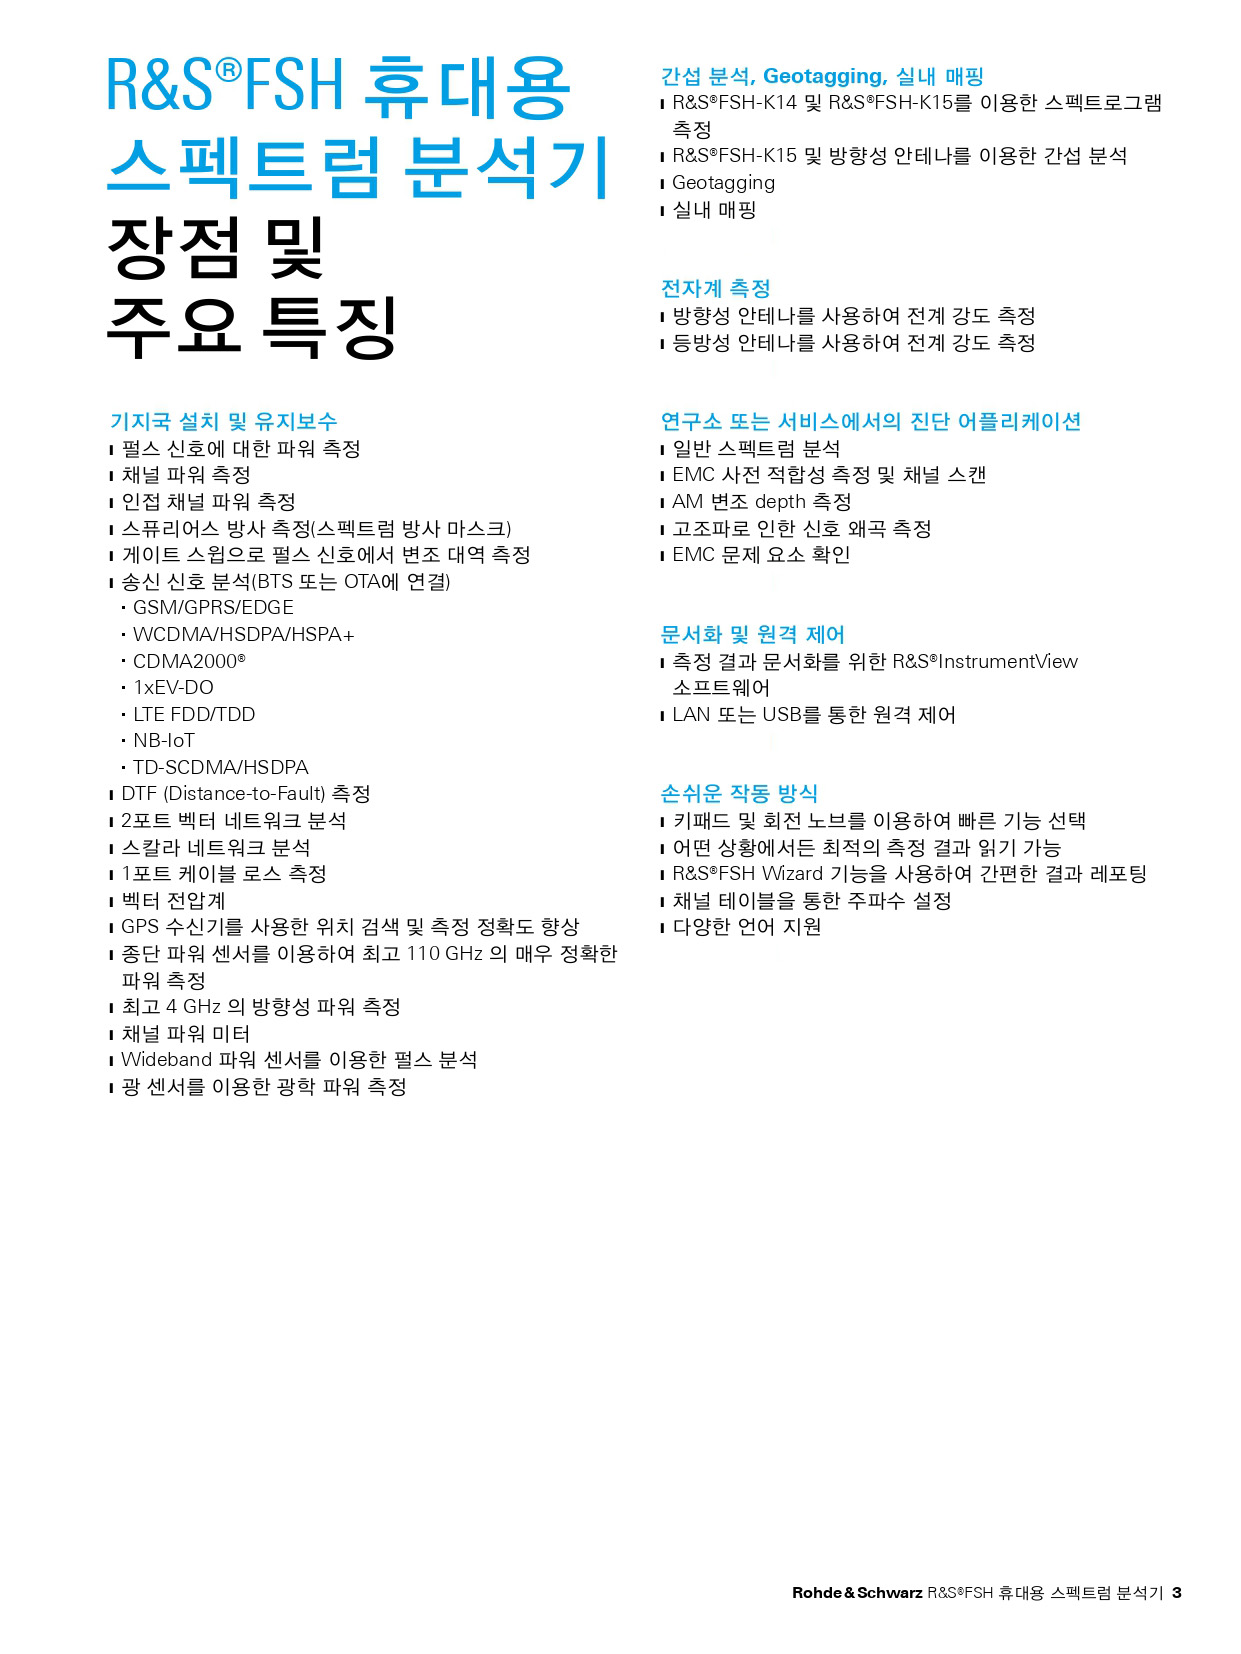 R&S®FSH 휴대용
스펙트럼 분석기
장점 및
주요 특징
기지국 설치 및 유지보수
펄스 신호에 대한 파워 측정
채널 파워 측정
인접 채널 파워 측정
스퓨리어스 방사 측정(스펙트럼 방사 마스크)
게이트 스윕으로 펄스 신호에서 변조 대역 측정
송신 신호 분석(BTS 또는 OTA에 연결)
· GSM/GPRS/EDGE
· WCDMA/HSDPA/HSPA+
· CDMA2000®
· 1xEV-DO
· LTE FDD/TDD
· NB-IoT
· TD-SCDMA/HSDPA
DTF (Distance-to-Fault) 측정
2포트 벡터 네트워크 분석
스칼라 네트워크 분석
1포트 케이블 로스 측정
벡터 전압계
GPS 수신기를 사용한 위치 검색 및 측정 정확도 향상
종단 파워 센서를 이용하여 최고 110 GHz 의 매우 정확한
파워 측정
최고 4 GHz 의 방향성 파워 측정
채널 파워 미터
Wideband 파워 센서를 이용한 펄스 분석
광 센서를 이용한 광학 파워 측정
간섭 분석, Geotagging, 실내 매핑
R&S®FSH-K14 및 R&S®FSH-K15를 이용한 스펙트로그램
측정
R&S®FSH-K15 및 방향성 안테나를 이용한 간섭 분석
Geotagging
실내 매핑
전자계 측정
방향성 안테나를 사용하여 전계 강도 측정
등방성 안테나를 사용하여 전계 강도 측정
연구소 또는 서비스에서의 진단 어플리케이션
일반 스펙트럼 분석
EMC 사전 적합성 측정 및 채널 스캔
AM 변조 depth 측정
고조파로 인한 신호 왜곡 측정
EMC 문제 요소 확인
문서화 및 원격 제어
측정 결과 문서화를 위한 R&S®InstrumentView
소프트웨어
LAN 또는 USB를 통한 원격 제어
손쉬운 작동 방식
키패드 및 회전 노브를 이용하여 빠른 기능 선택
어떤 상황에서든 최적의 측정 결과 읽기 가능
R&S®FSH Wizard 기능을 사용하여 간편한 결과 레포팅
채널 테이블을 통한 주파수 설정
다양한 언어 지원
Rohde & Schwarz R&S®FSH 휴대용 스펙트럼 분석기 3